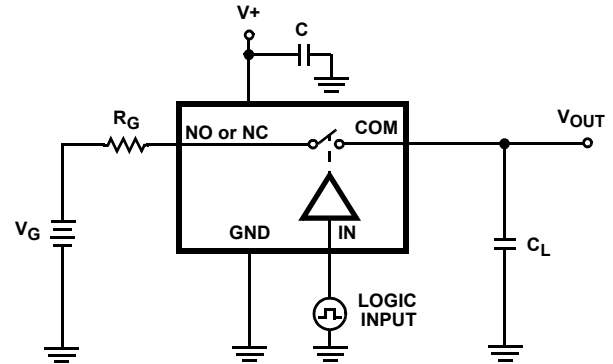 V+
C
RG
NO or NC
COM
VOUT
VG
GND
IN
CL
LOGIC
INPUT